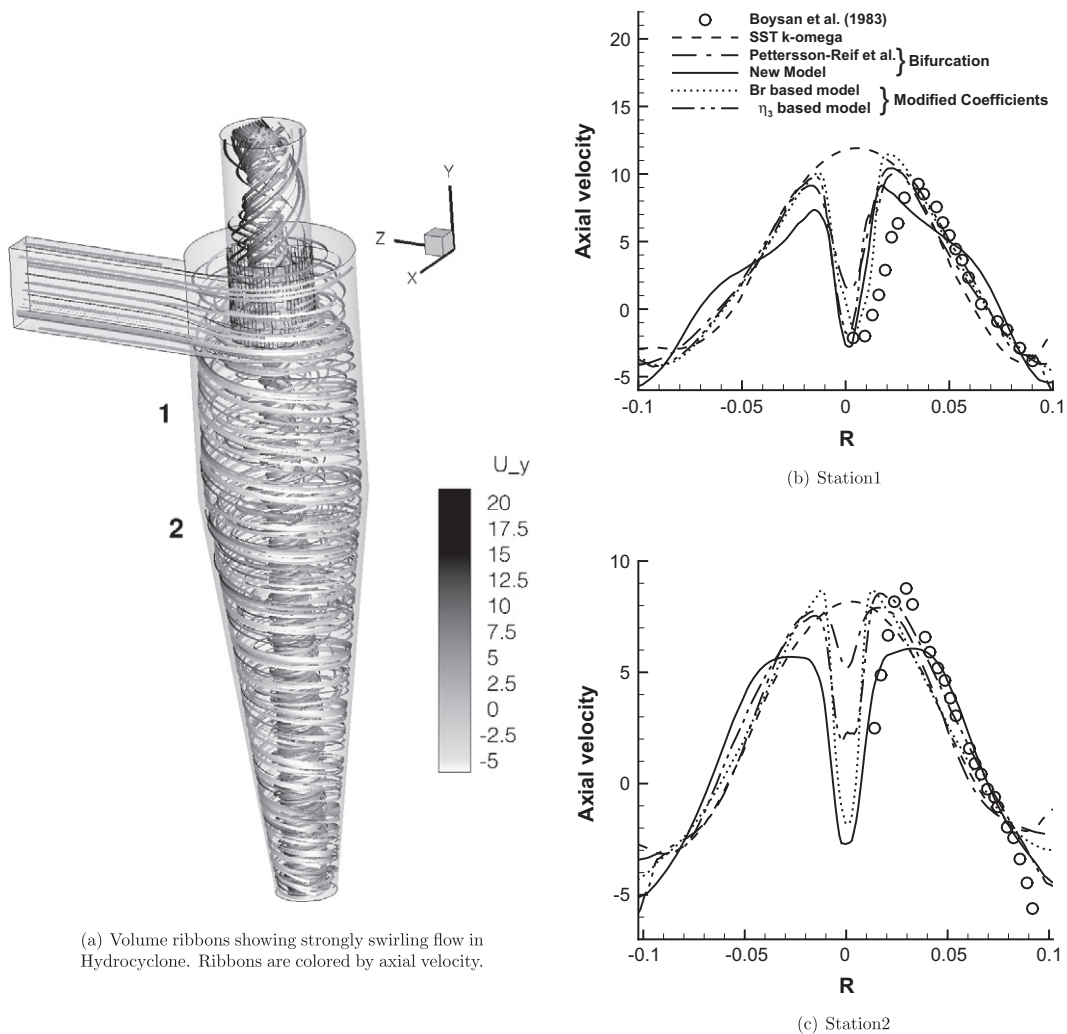 Y
Z
X
1
2
U_y
20
17.5
15
12.5
10
7.5
5
2.5
0
-2.5
-5
(a) Volume ribbons showing strongly swirling flow in
Hydrocyclone. Ribbons are colored by axial velocity.
Boysan et al. (1983)
SST k-omega
Pettersson-Reif et al.
New Model
} Bifurcation
Br based model
η3 based model
} Modified Coefficients
Axial velocity
20
15
10
5
0
-5
-0.1
-0.05
0
0.05
0.1
R
(b) Station1
Axial velocity
10
5
0
-5
-0.1
-0.05
0
0.05
0.1
R
(c) Station2